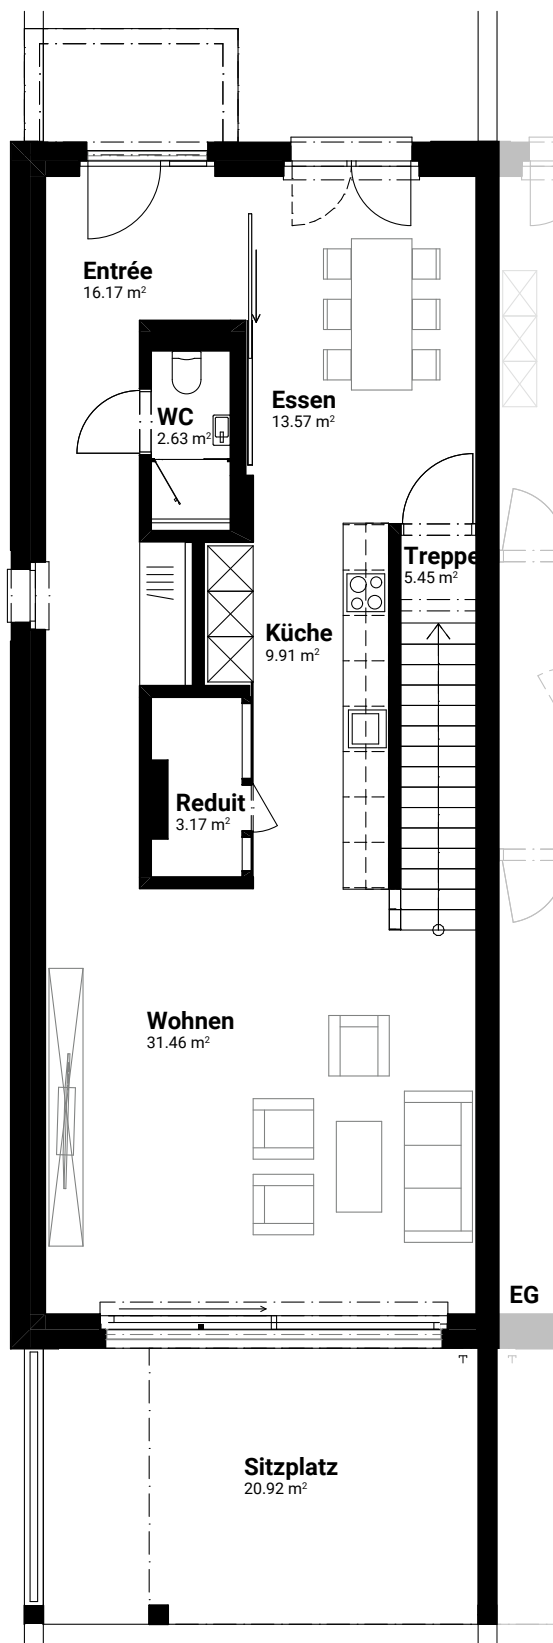 Entrée
16.17 m²
Essen
13.57 m²
WC
2.63 m²
Treppe
5.45 m²
Küche
9.91 m²
Reduit
3.17 m²
Wohnen
31.46 m²
EG
Sitzplatz
20.92 m²